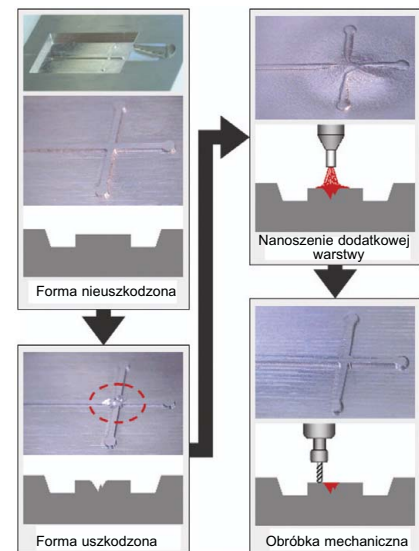 Forma nieuszkodzona
Forma uszkodzona
Nanoszenie dodatkowej
warstwy
Obróbka mechaniczna